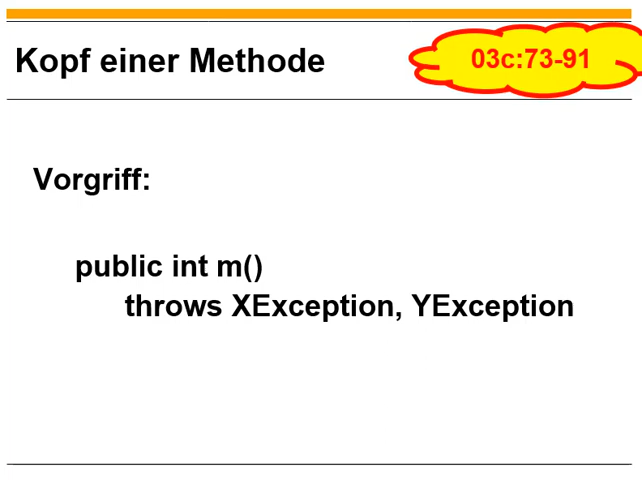 Kopf einer Methode
03c:73-91
Vorgriff:
public int m()
throws XException, YException